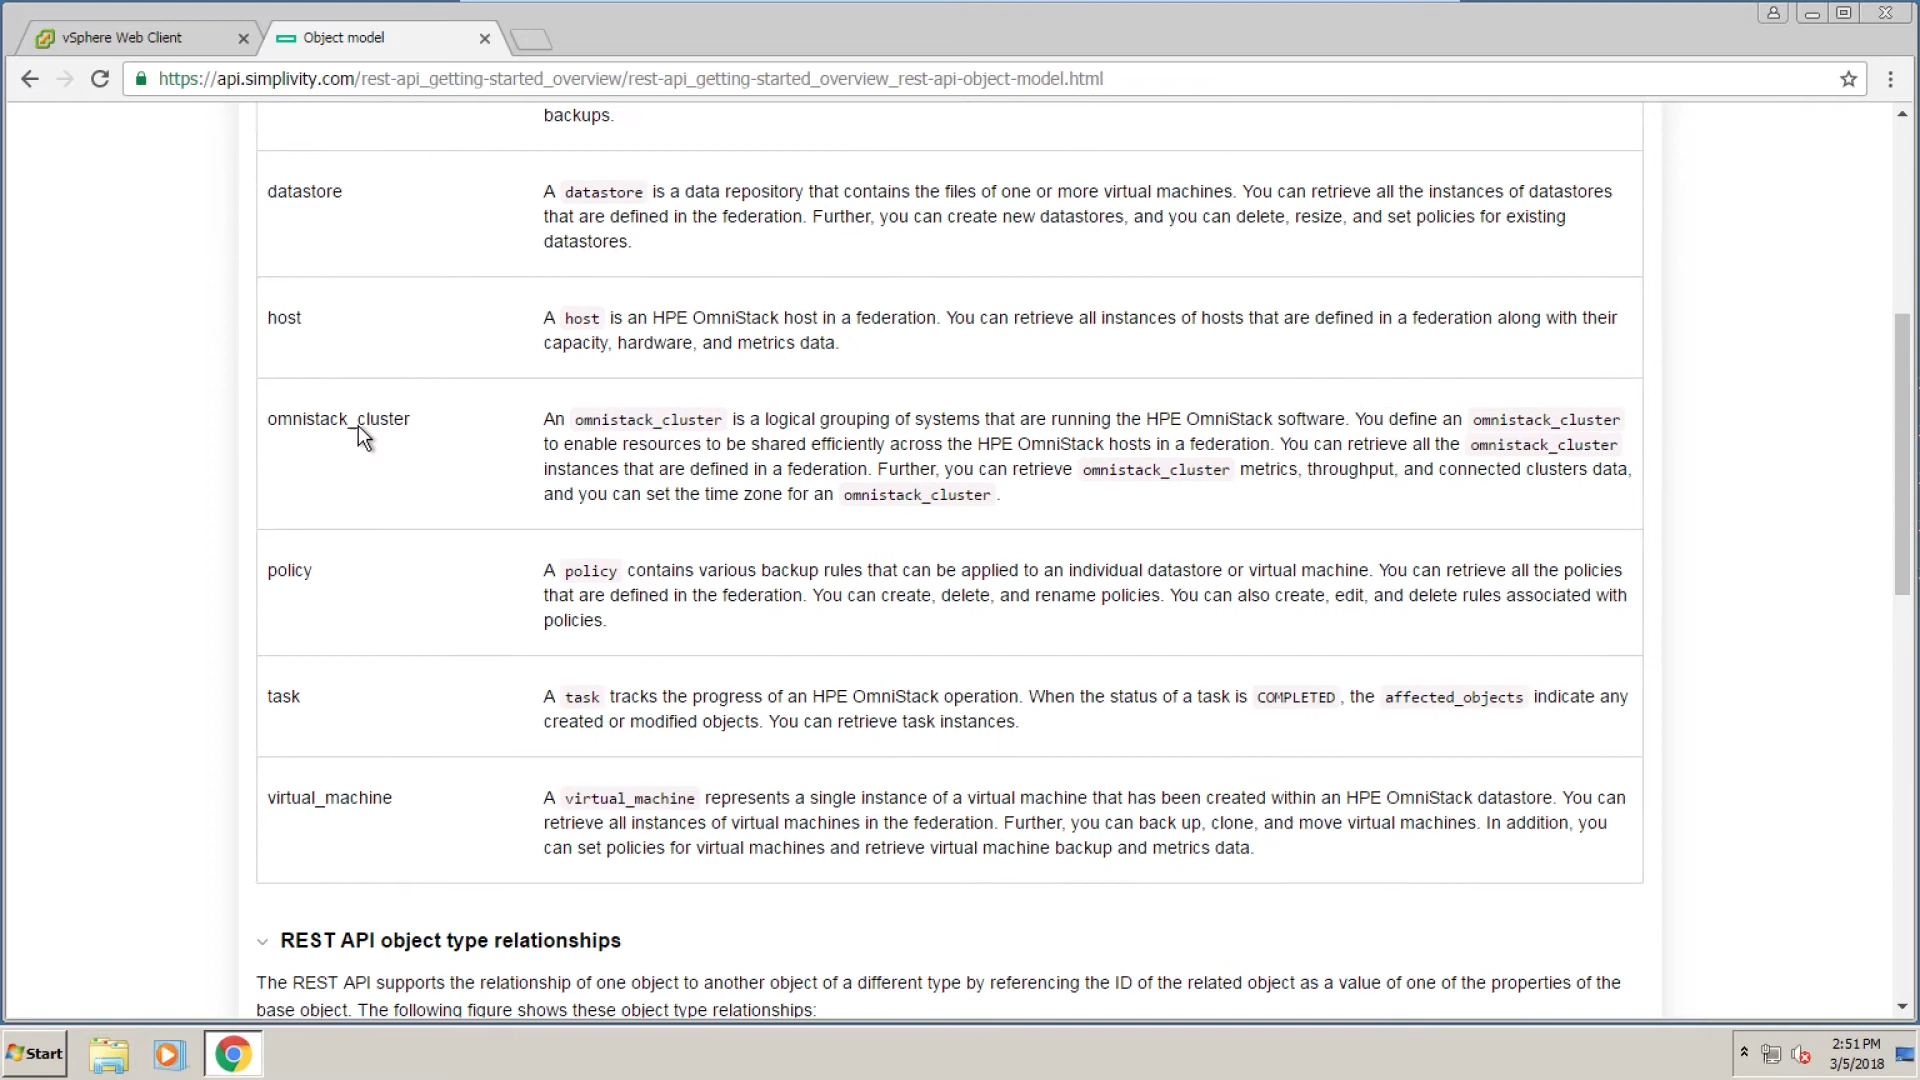 vSphere Web Client
Object model
https://api.simplivity.com/rest-api_getting-started_overview/rest-api_getting-started_overview_rest-api-object-model.html
backups.
datastore
A datastore is a data repository that contains the files of one or more virtual machines. You can retrieve all the instances of datastores
that are defined in the federation. Further, you can create new datastores, and you can delete, resize, and set policies for existing
datastores.
host
A host is an HPE OmniStack host in a federation. You can retrieve all instances of hosts that are defined in a federation along with their
capacity, hardware, and metrics data.
omnistack_cluster
An omnistack_cluster is a logical grouping of systems that are running the HPE OmniStack software. You define an omnistack_cluster
to enable resources to be shared efficiently across the HPE OmniStack hosts in a federation. You can retrieve all the omnistack_cluster
instances that are defined in a federation. Further, you can retrieve omnistack_cluster metrics, throughput, and connected clusters data,
and you can set the time zone for an omnistack_cluster.
policy
A policy contains various backup rules that can be applied to an individual datastore or virtual machine. You can retrieve all the policies
that are defined in the federation. You can create, delete, and rename policies. You can also create, edit, and delete rules associated with
policies.
task
A task tracks the progress of an HPE OmniStack operation. When the status of a task is COMPLETED, the affected_objects indicate any
created or modified objects. You can retrieve task instances.
virtual_machine
A virtual_machine represents a single instance of a virtual machine that has been created within an HPE OmniStack datastore. You can
retrieve all instances of virtual machines in the federation. Further, you can back up, clone, and move virtual machines. In addition, you
can set policies for virtual machines and retrieve virtual machine backup and metrics data.
REST API object type relationships
The REST API supports the relationship of one object to another object of a different type by referencing the ID of the related object as a value of one of the properties of the
base object. The following figure shows these object type relationships:
Start
2:51 PM
3/5/2018